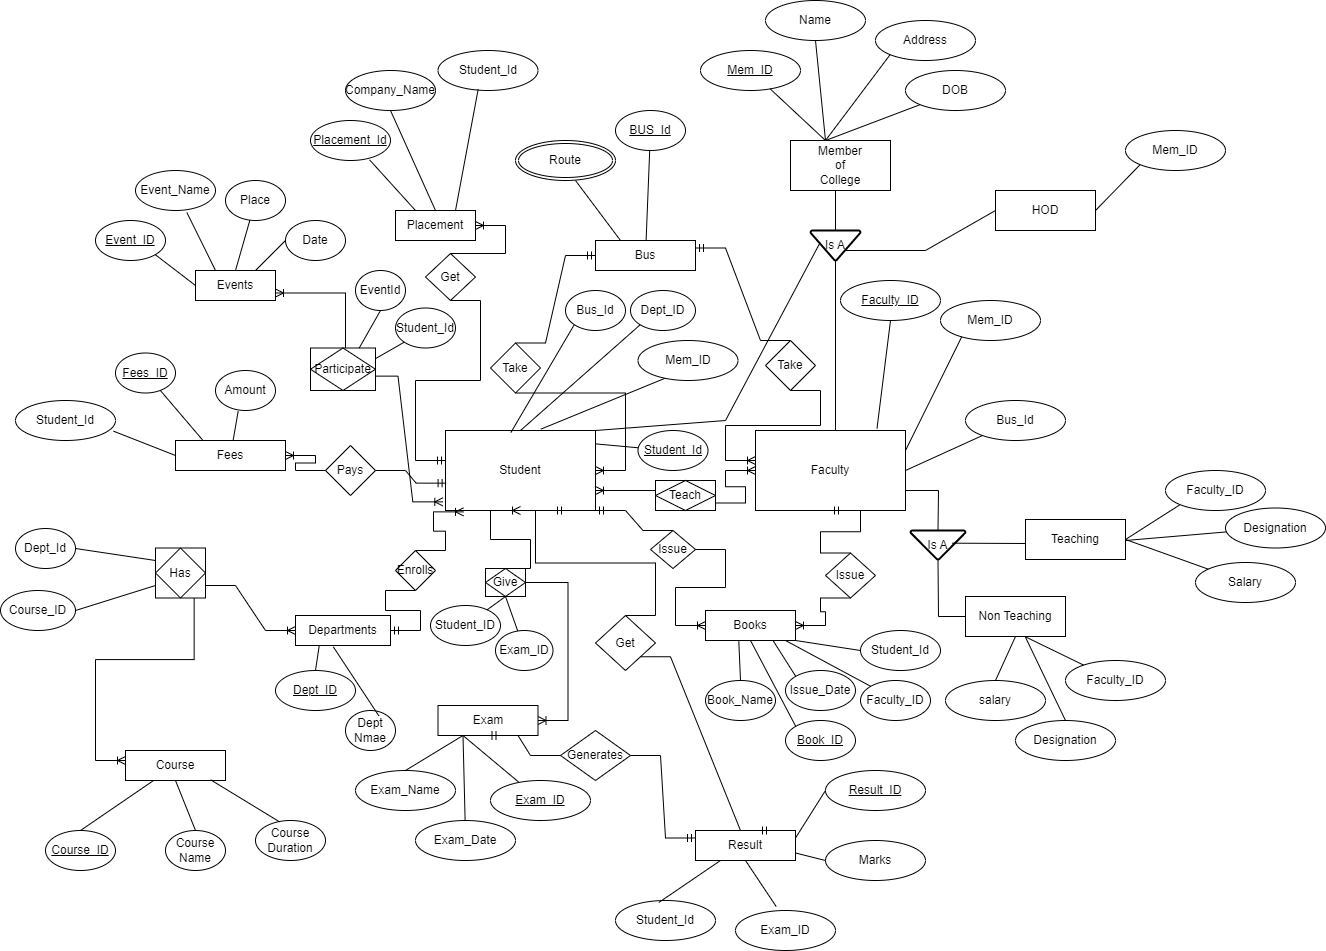 Name
Address
Mem_ID
DOB
Student_Id
Company_Name
Placement_Id
BUS_Id
Route
Member
of
College
Mem_ID
HOD
Event_Name
Place
Event_ID
Date
Placement
Is A
Bus
Get
Events
EventId
Student_Id
Bus_Id
Dept_ID
Faculty_ID
Mem_ID
Participate
Take
Mem_ID
Take
Fees_ID
Amount
Student_Id
Bus_Id
Fees
Pays
Student
Student_Id
Faculty
Teach
Faculty_ID
Designation
Teaching
Salary
Is A
Dept_Id
Has
Course_ID
Enrolls
Issue
Give
Issue
Non Teaching
Departments
Student_ID
Exam_ID
Get
Books
Student_Id
Dept_ID
Dept
Nmae
Book_Name
Issue_Date
Faculty_ID
Book_ID
salary
Faculty_ID
Designation
Exam
Generates
Course
Exam_Name
Exam_ID
Exam_Date
Result_ID
Course_ID
Course
Name
Course
Duration
Result
Marks
Student_Id
Exam_ID